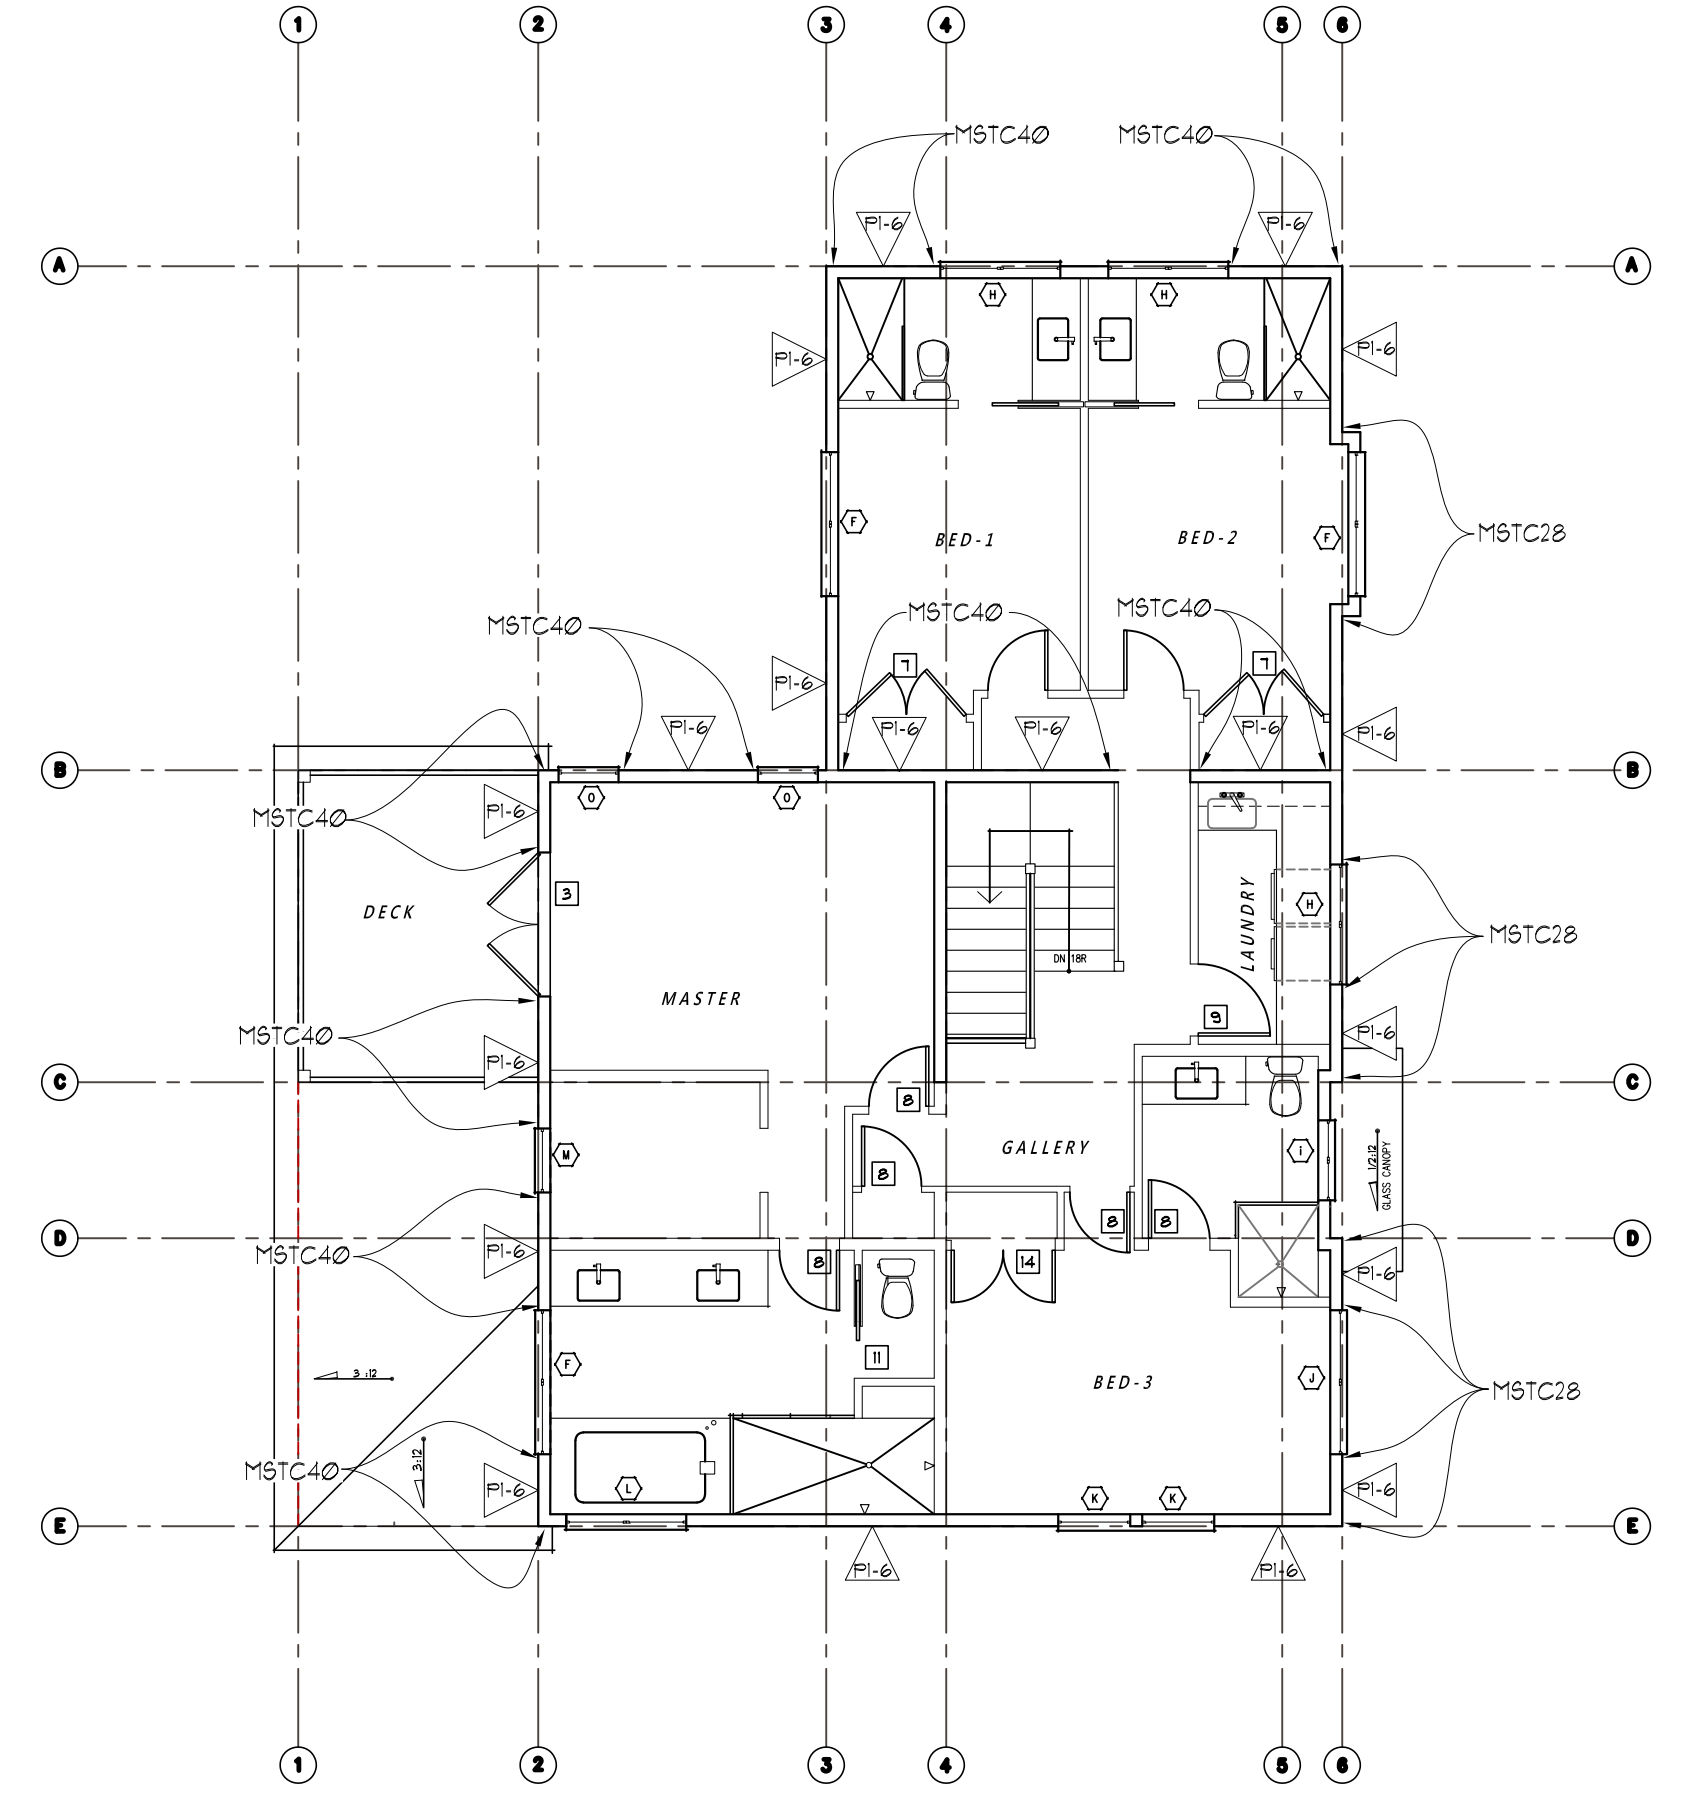 1 2 3 4 5 6
MSTC40 MSTC40
P1-6 P1-6
A A
H H
P1-6 P1-6
F BED-1 BED-2 F MSTC28
MSTC40 MSTC40 MSTC40
7 7
P1-6
P1-6 P1-6 P1-6 P1-6 P1-6
B B
O O
MSTC40 P1-6
3 H
DECK LAUNDRY MSTC28
DN 18R
MASTER
9
MSTC40 P1-6 P1-6
C C
8
GALLERY
M i
1/2:12
GLASS CANOPY
8
8 8
D D
MSTC40 P1-6
8 14 P1-6
11
F J
3:12
BED-3 MSTC28
MSTC40
3:12
P1-6 L K K P1-6
E E
P1-6 P1-6
1 2 3 4 5 6